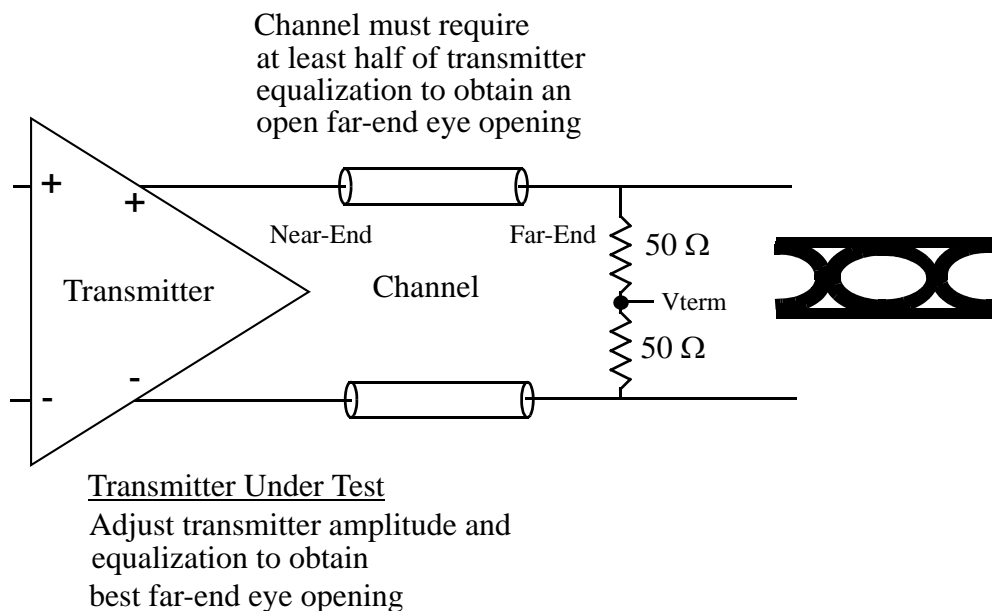 Channel must require
at least half of transmitter
equalization to obtain an
open far-end eye opening
+
+
Near-End
Far-End
50 Ω
Transmitter
Channel
Vterm
50 Ω
-
-
Transmitter Under Test
Adjust transmitter amplitude and
equalization to obtain
best far-end eye opening